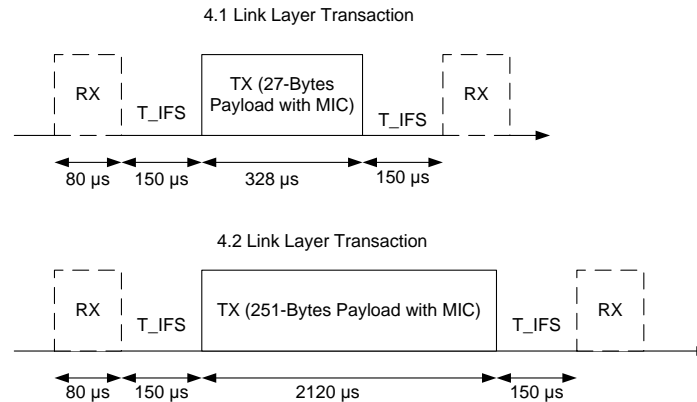 4.1 Link Layer Transaction
RX
T_IFS
TX (27-Bytes
Payload with MIC)
T_IFS
RX
80 µs
150 µs
328 µs
150 µs
4.2 Link Layer Transaction
RX
T_IFS
TX (251-Bytes Payload with MIC)
T_IFS
RX
80 µs
150 µs
2120 µs
150 µs